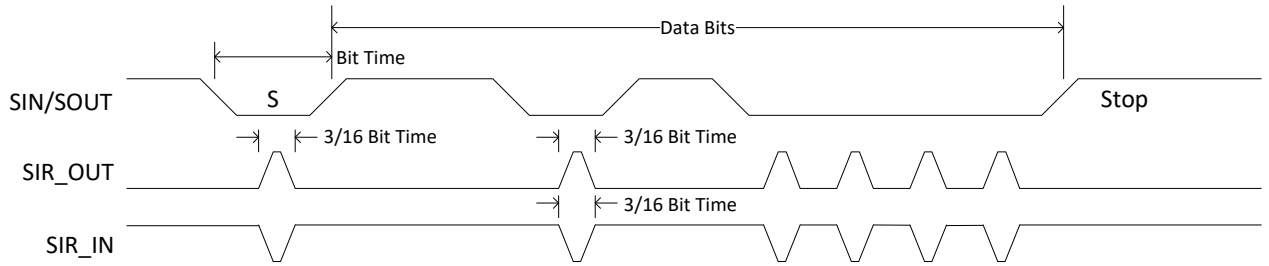 Data Bits
Bit Time
SIN/SOUT
S
Stop
3/16 Bit Time
3/16 Bit Time
SIR_OUT
3/16 Bit Time
SIR_IN